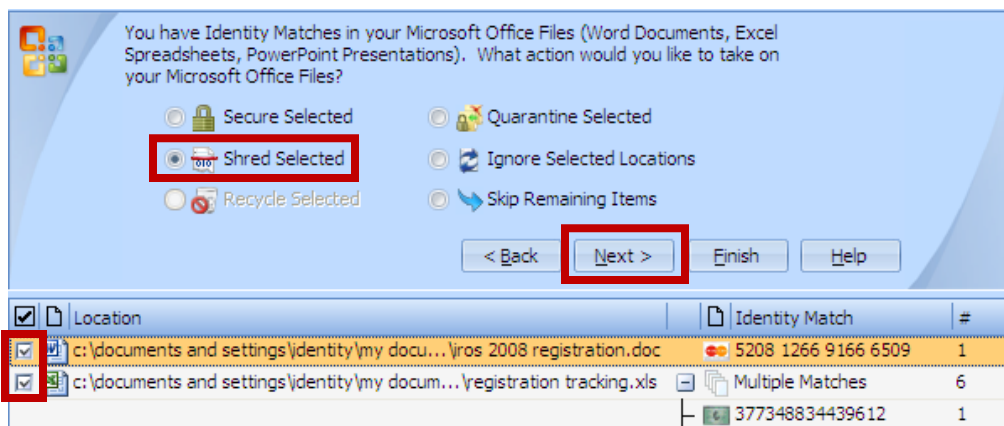 You have Identity Matches in your Microsoft Office Files (Word Documents, Excel
Spreadsheets, PowerPoint Presentations).  What action would you like to take on
your Microsoft Office Files?
Secure Selected
Quarantine Selected
Shred Selected
Ignore Selected Locations
Recycle Selected
Skip Remaining Items
< Back
Next >
Finish
Help
Location
Identity Match
#
c:\documents and settings\identity\my docu...\iros 2008 registration.doc
5208 1266 9166 6509
1
c:\documents and settings\identity\my docum...\registration tracking.xls
Multiple Matches
6
377348834439612
1